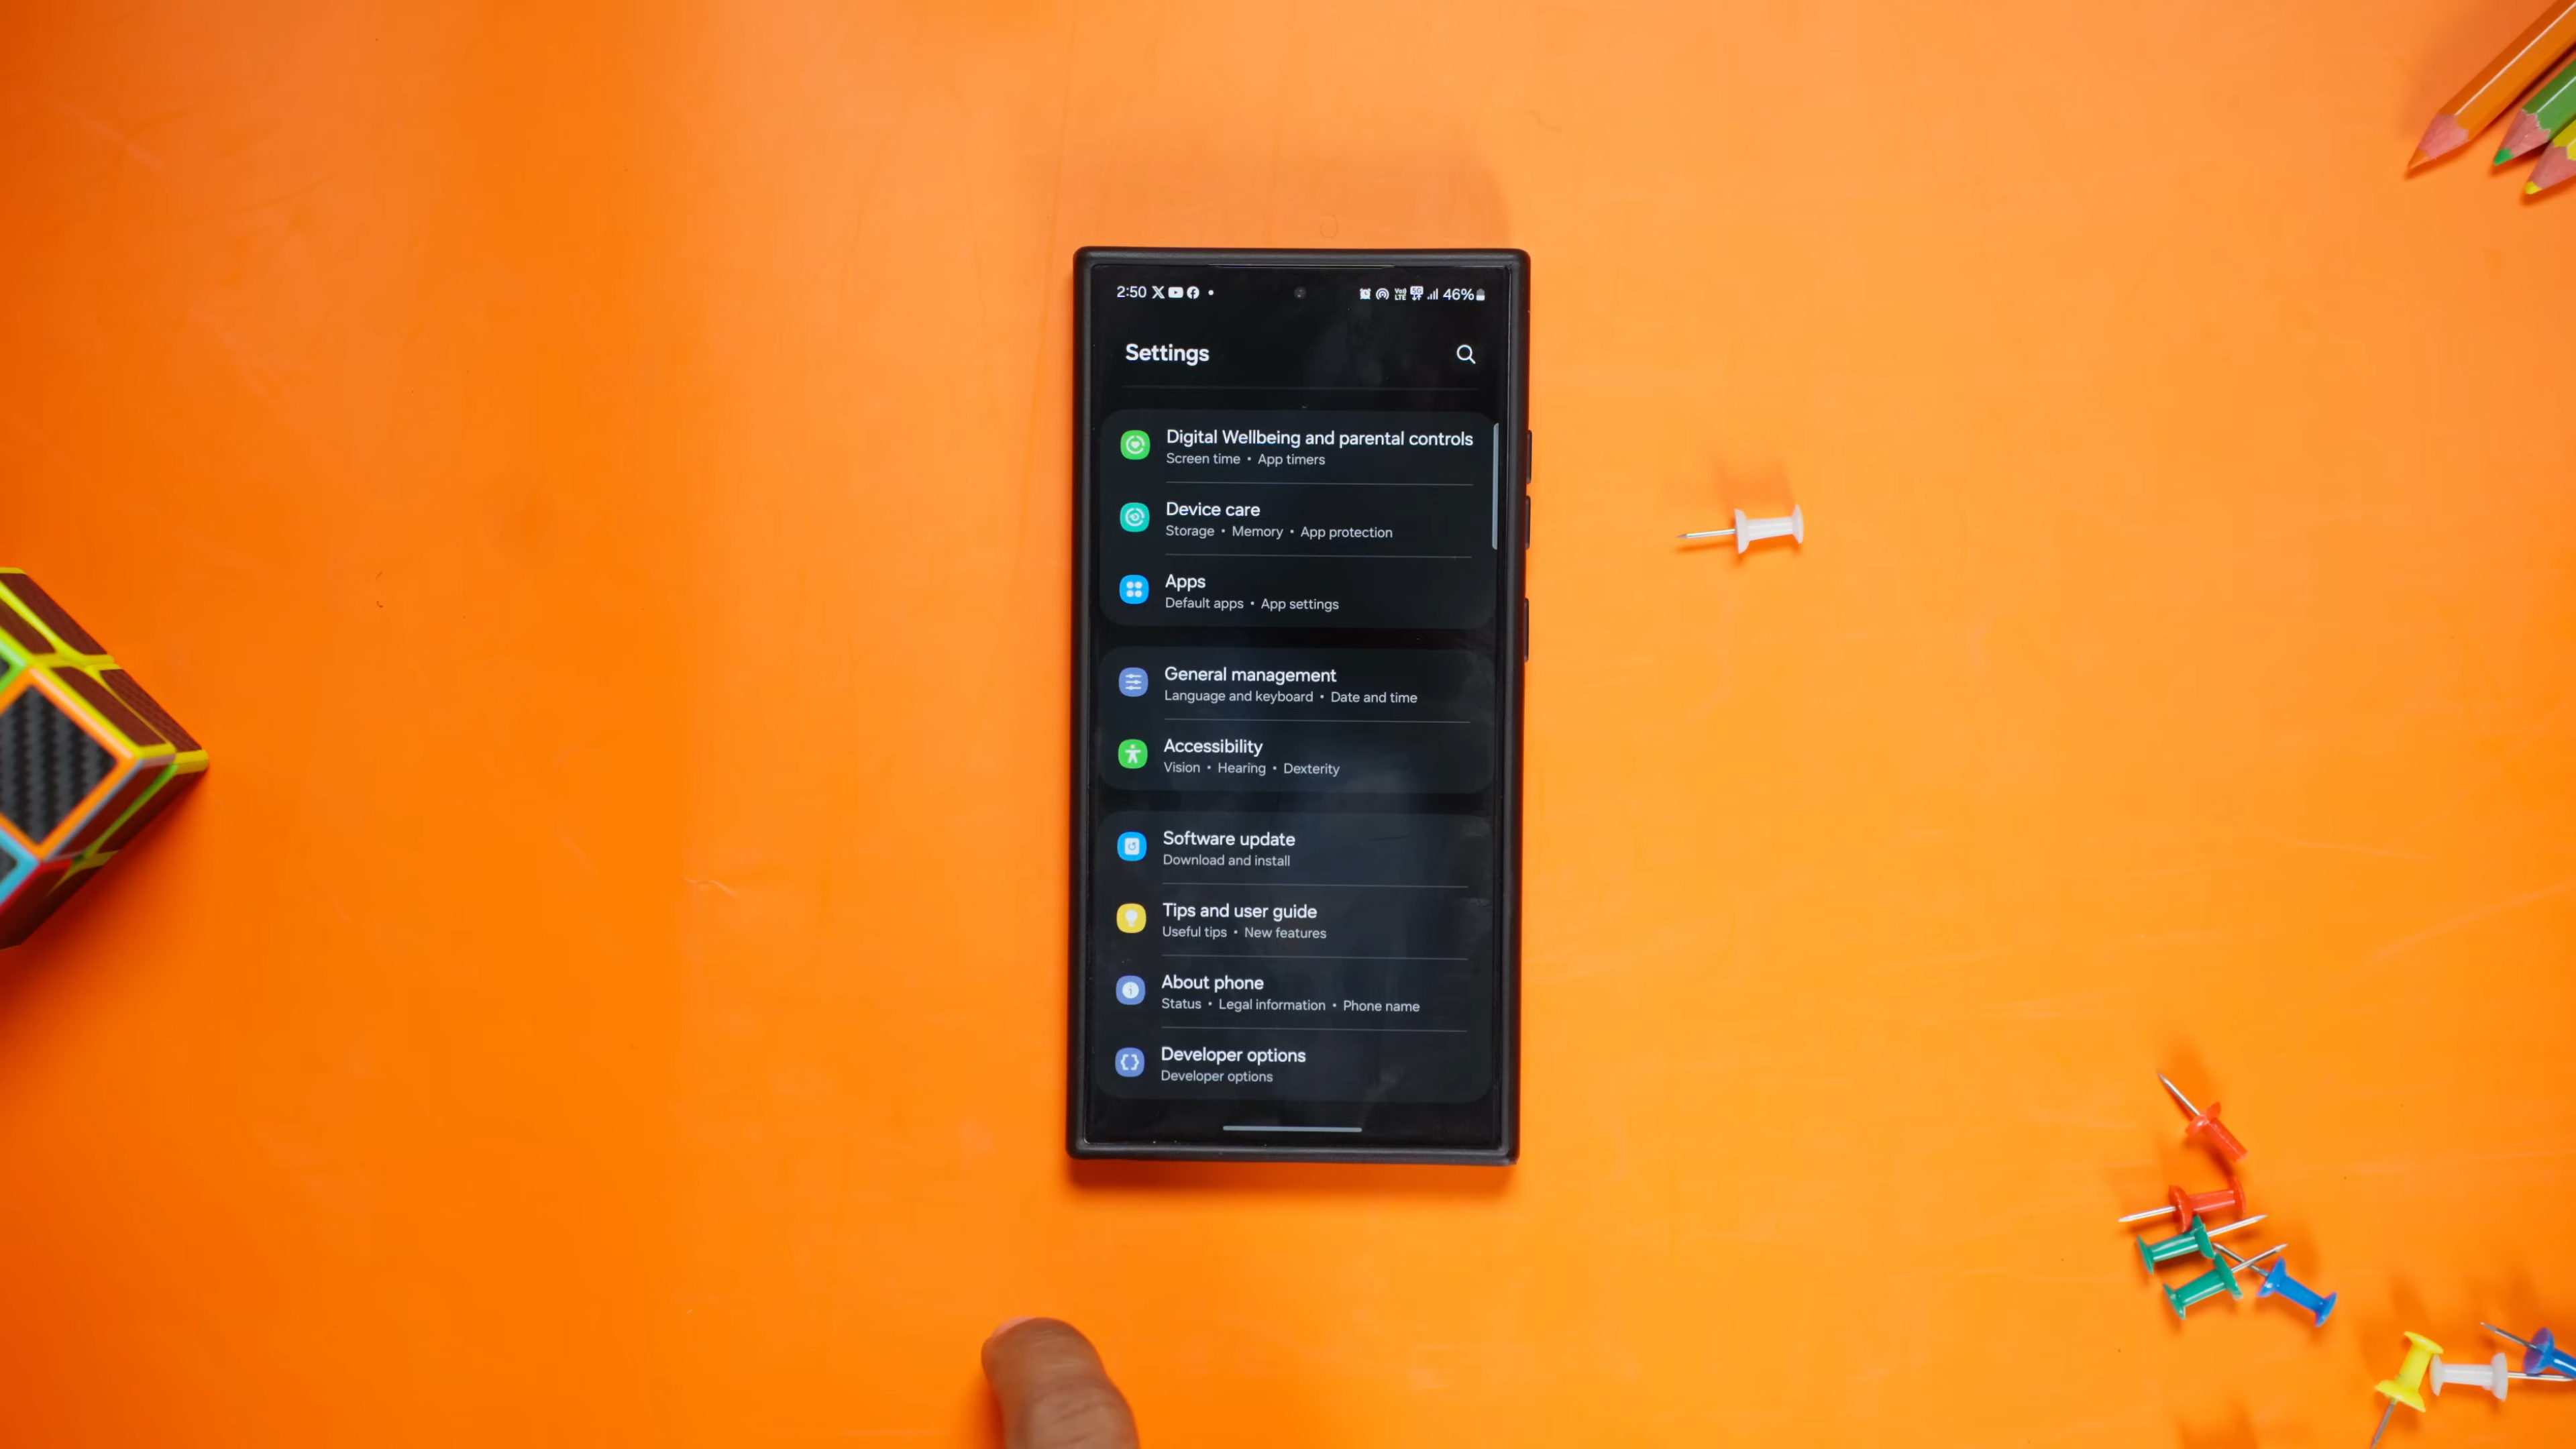 2:50 46%
Settings
Digital Wellbeing and parental controls
Screen time • App timers
Device care
Storage • Memory • App protection
Apps
Default apps • App settings
General management
Language and keyboard • Date and time
Accessibility
Vision • Hearing • Dexterity
Software update
Download and install
Tips and user guide
Useful tips • New features
About phone
Status • Legal information • Phone name
Developer options
Developer options